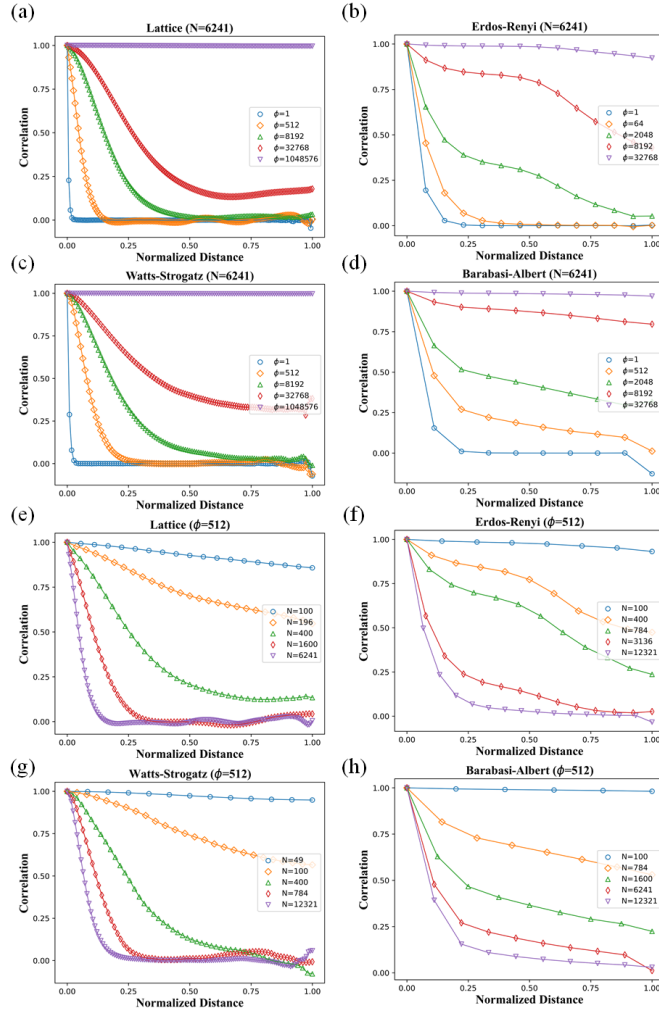 (a)
Lattice (N=6241)
1.00
0.75
0.50
0.25
0.00
Correlation
ϕ=1
ϕ=512
ϕ=8192
ϕ=32768
ϕ=1048576
0.00 0.25 0.50 0.75 1.00
Normalized Distance
(b)
Erdos-Renyi (N=6241)
1.00
0.75
0.50
0.25
0.00
Correlation
ϕ=1
ϕ=64
ϕ=2048
ϕ=8192
ϕ=32768
0.00 0.25 0.50 0.75 1.00
Normalized Distance
(c)
Watts-Strogatz (N=6241)
1.00
0.75
0.50
0.25
0.00
Correlation
ϕ=1
ϕ=512
ϕ=8192
ϕ=32768
ϕ=1048576
0.00 0.25 0.50 0.75 1.00
Normalized Distance
(d)
Barabasi-Albert (N=6241)
1.00
0.75
0.50
0.25
0.00
Correlation
ϕ=1
ϕ=512
ϕ=2048
ϕ=8192
ϕ=32768
0.00 0.25 0.50 0.75 1.00
Normalized Distance
(e)
Lattice (ϕ=512)
1.00
0.75
0.50
0.25
0.00
Correlation
N=100
N=196
N=400
N=1600
N=6241
0.00 0.25 0.50 0.75 1.00
Normalized Distance
(f)
Erdos-Renyi (ϕ=512)
1.00
0.75
0.50
0.25
0.00
Correlation
N=100
N=400
N=784
N=3136
N=12321
0.00 0.25 0.50 0.75 1.00
Normalized Distance
(g)
Watts-Strogatz (ϕ=512)
1.00
0.75
0.50
0.25
0.00
Correlation
N=49
N=100
N=400
N=784
N=12321
0.00 0.25 0.50 0.75 1.00
Normalized Distance
(h)
Barabasi-Albert (ϕ=512)
1.00
0.75
0.50
0.25
0.00
Correlation
N=100
N=784
N=1600
N=6241
N=12321
0.00 0.25 0.50 0.75 1.00
Normalized Distance